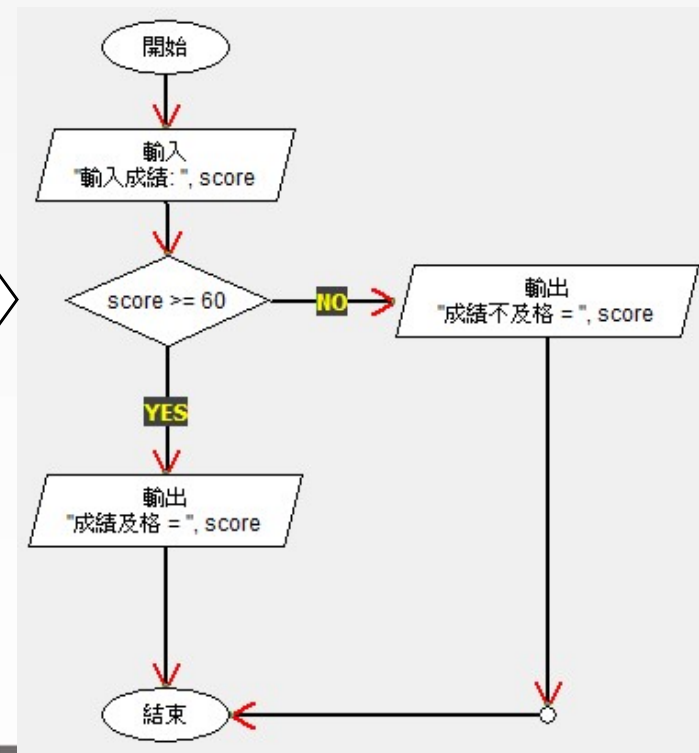 開始
輸入
"輸入成績: ", score
score >= 60
NO
輸出
"成績不及格 = ", score
YES
輸出
"成績及格 = ", score
結束